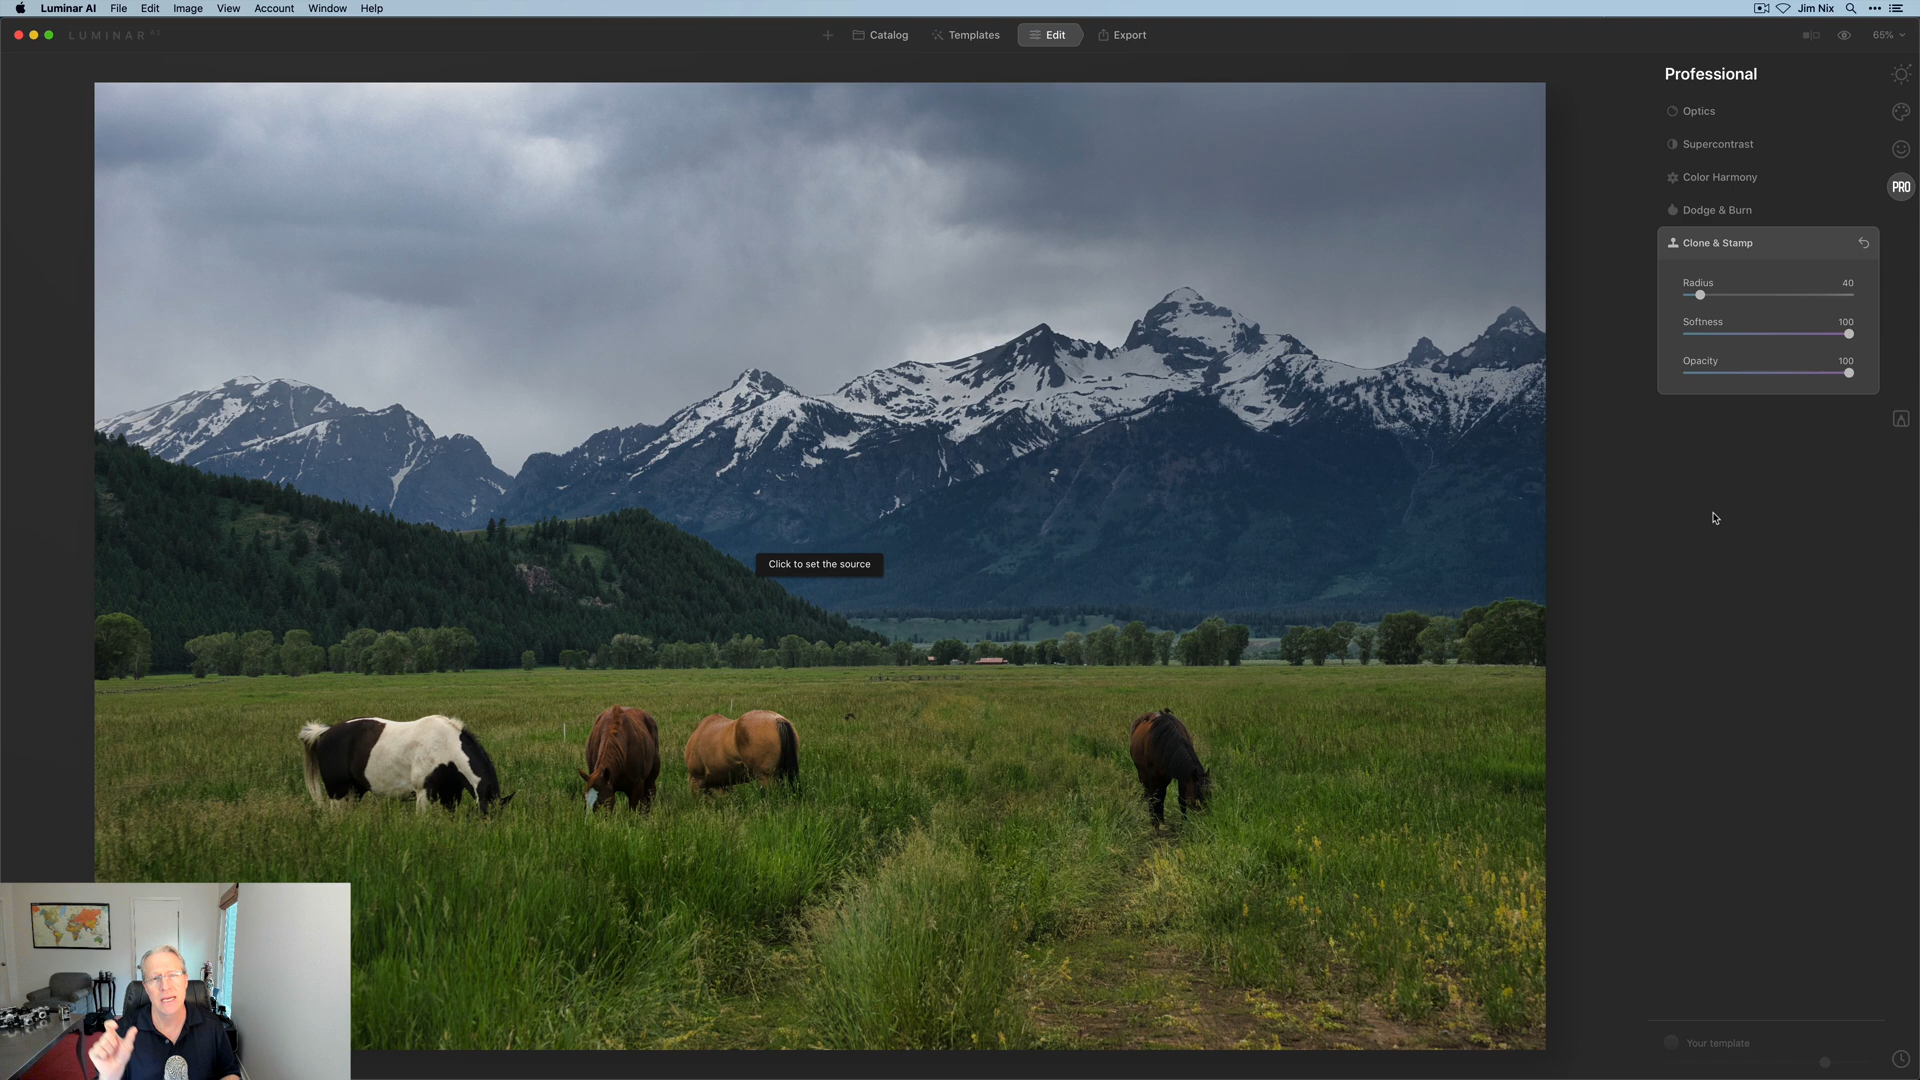 Luminar AI File Edit Image View Account Window Help Jim Nix
LUMINAR AI + Catalog Templates Edit Export 65%
Professional
Optics
Supercontrast
Color Harmony
PRO
Dodge & Burn
Clone & Stamp
Radius 40
Softness 100
Opacity 100
Click to set the source
Your template